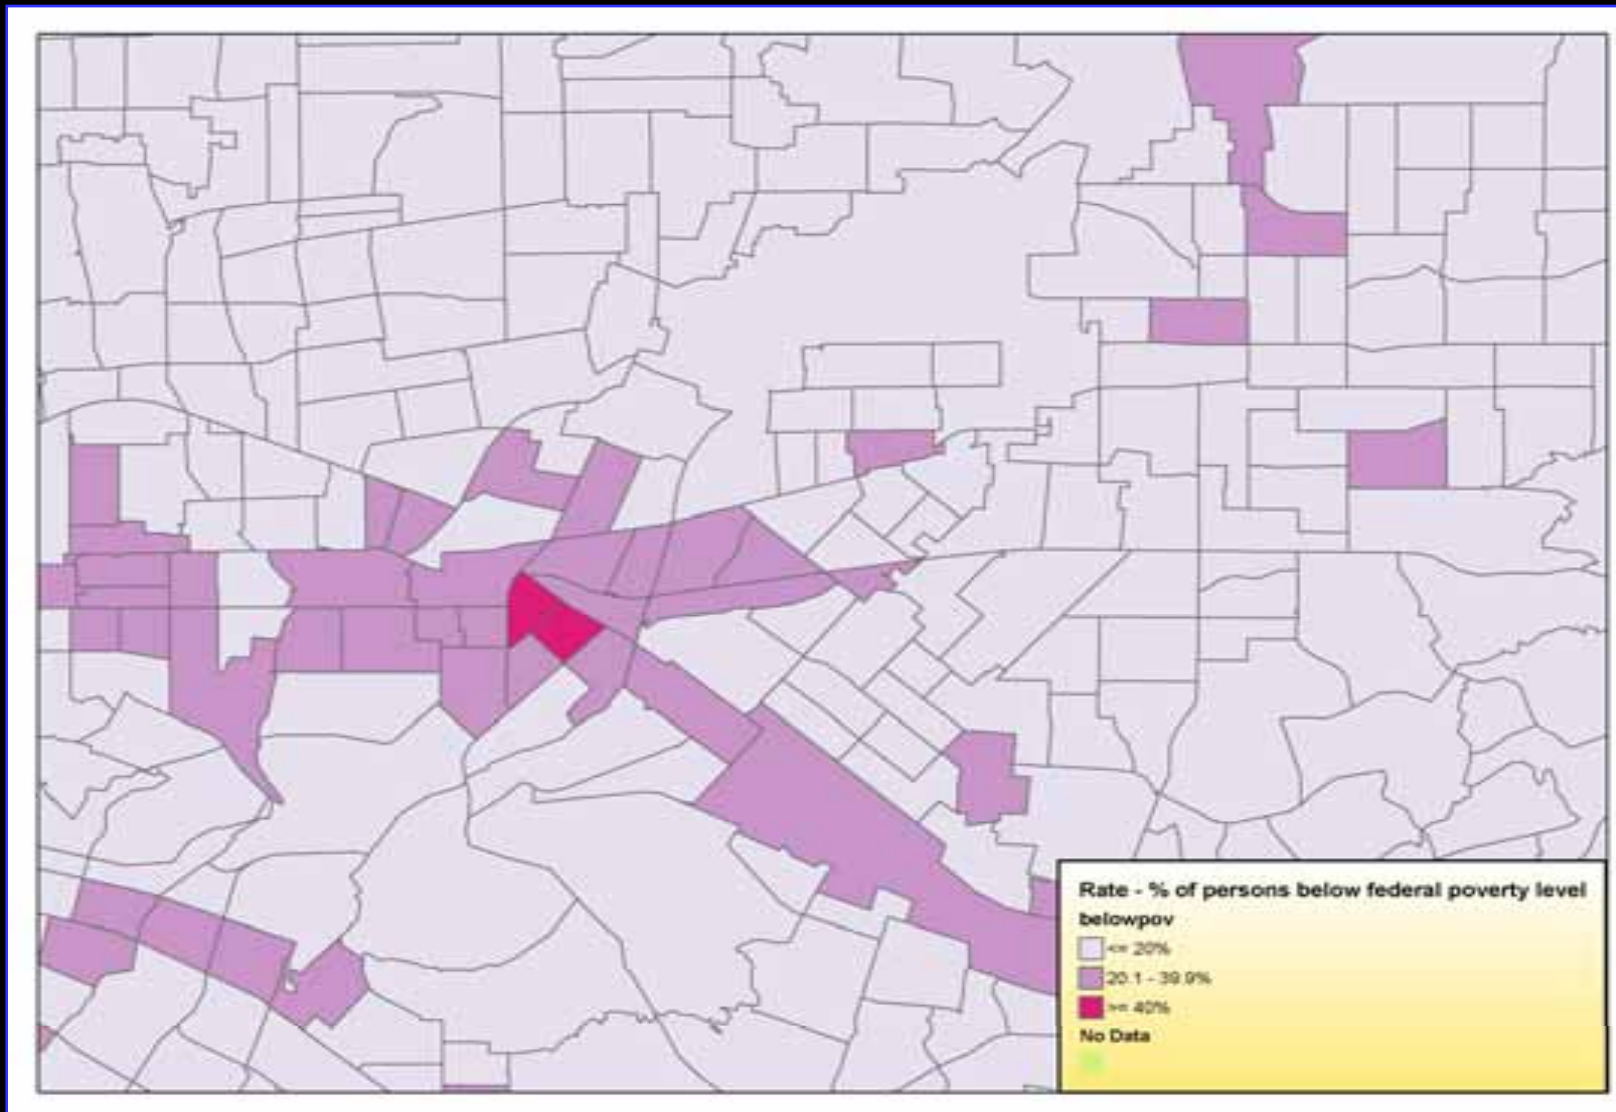 Rate - % of persons below federal poverty level
belowpov
<= 20%
20.1 - 39.9%
>= 40%
No Data